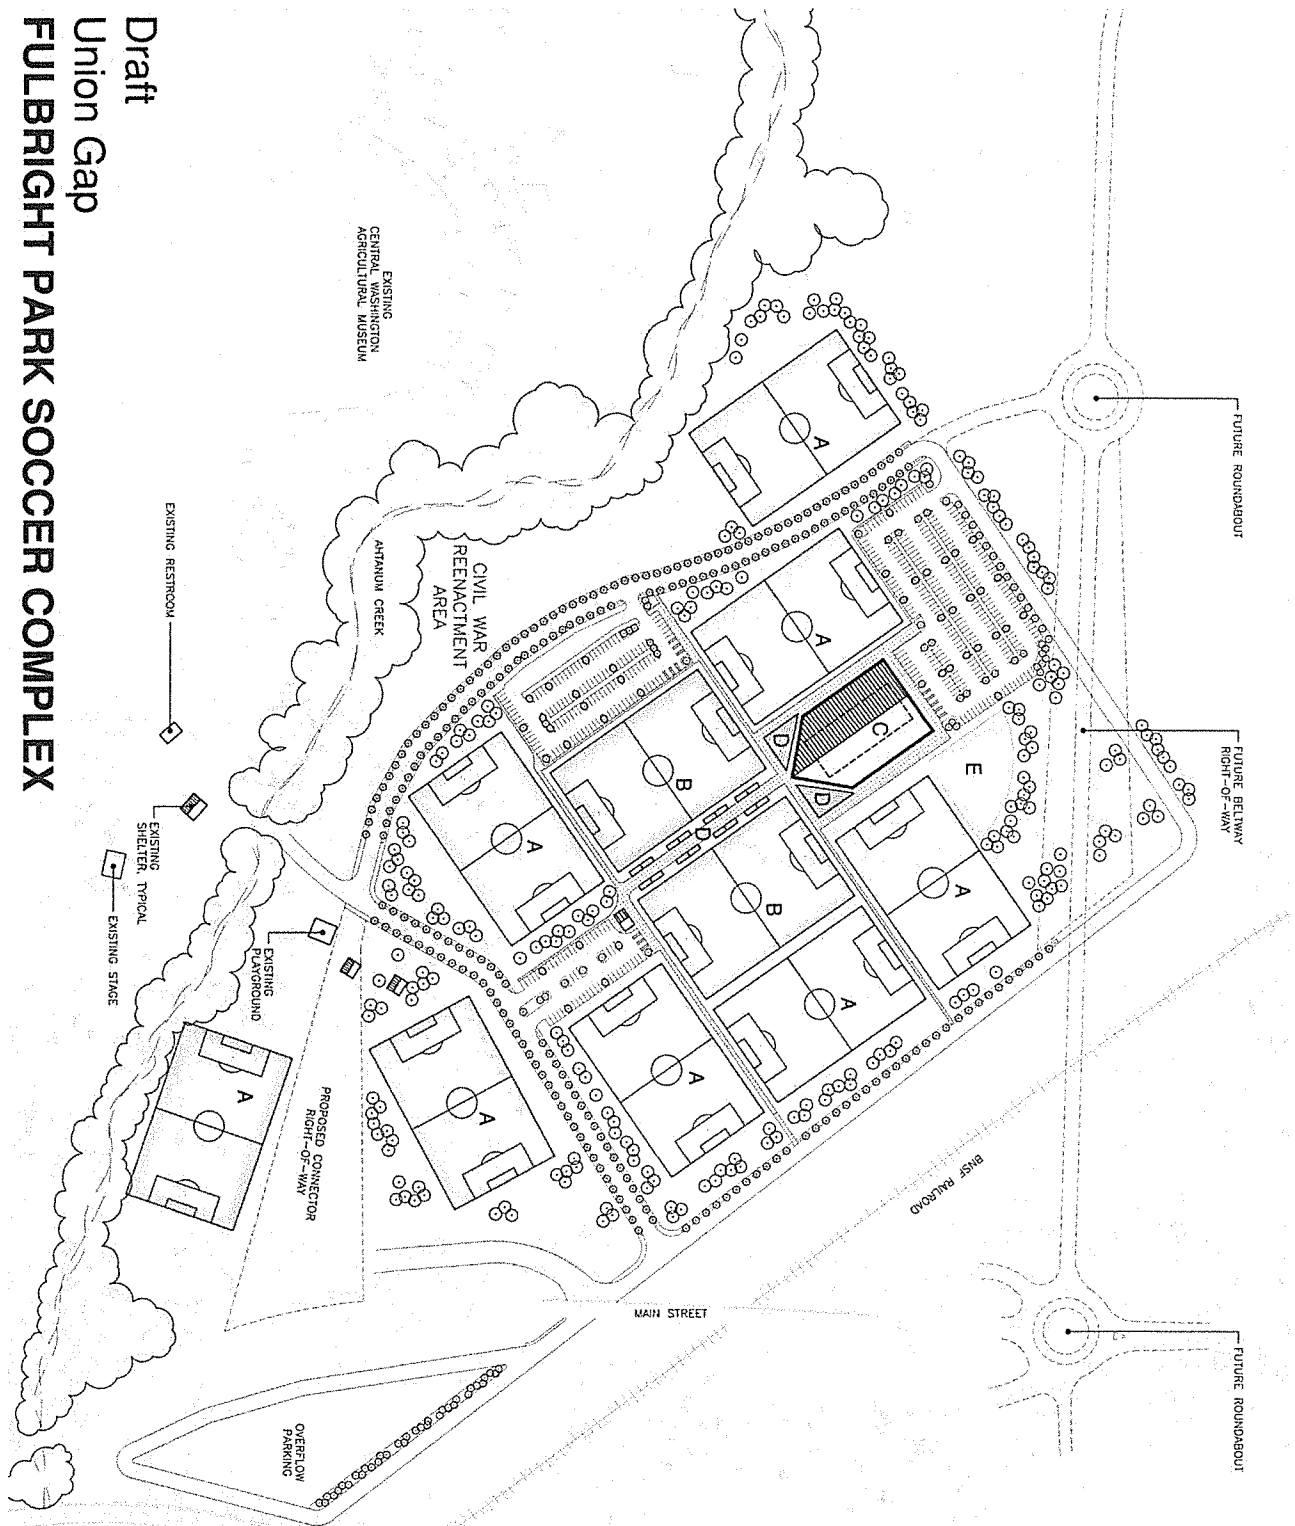 Draft
Union Gap
FULBRIGHT PARK SOCCER COMPLEX
FUTURE ROUNDABOUT
FUTURE BELTWAY
RIGHT-OF-WAY
FUTURE ROUNDABOUT
EXISTING
CENTRAL WASHINGTON
AGRICULTURAL MUSEUM
A
A
C
D
D
E
B
D
B
A
A
A
A
A
A
CIVIL WAR
REENACTMENT
AREA
AHTANUM CREEK
EXISTING RESTROOM
EXISTING
SHELTER, TYPICAL
EXISTING STAGE
EXISTING
PLAYGROUND
PROPOSED CONNECTOR
RIGHT-OF-WAY
BNSF RAILROAD
MAIN STREET
OVERFLOW
PARKING